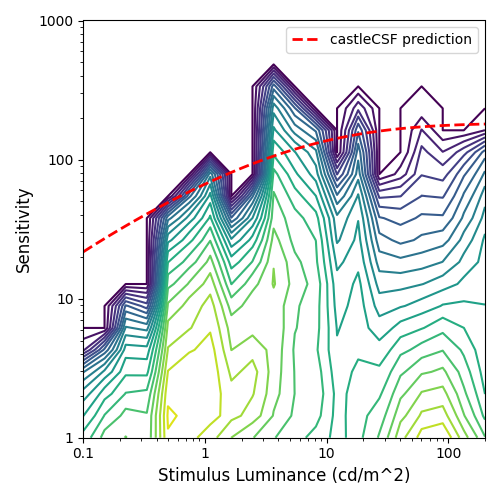 1000
castleCSF prediction
100
Sensitivity
10
1
0.1 1 10 100
Stimulus Luminance (cd/m^2)